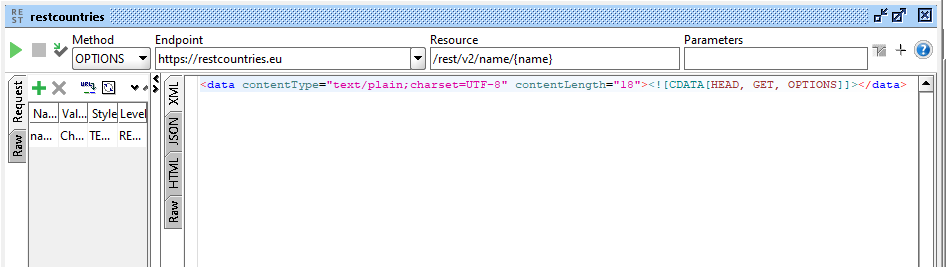 RE
ST restcountries
Method Endpoint Resource Parameters
OPTIONS https://restcountries.eu /rest/v2/name/{name}
Request
Raw
Na... Val... Style Level
na... Ch... TE... RE...
XML
JSON
HTML
Raw
<data contentType="text/plain;charset=UTF-8" contentLength="18"><![CDATA[HEAD, GET, OPTIONS]]></data>